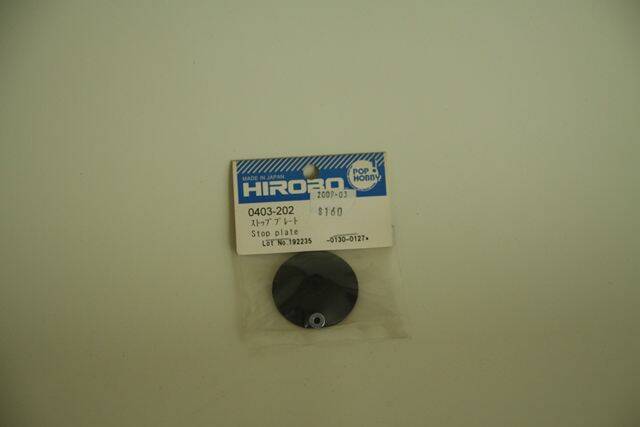 MADE IN JAPAN
HIROBO
POP
HOBBY
2009-03
$160
0403-202
ストッププレート
Stop plate
Lot No.192235 -0130-0127*